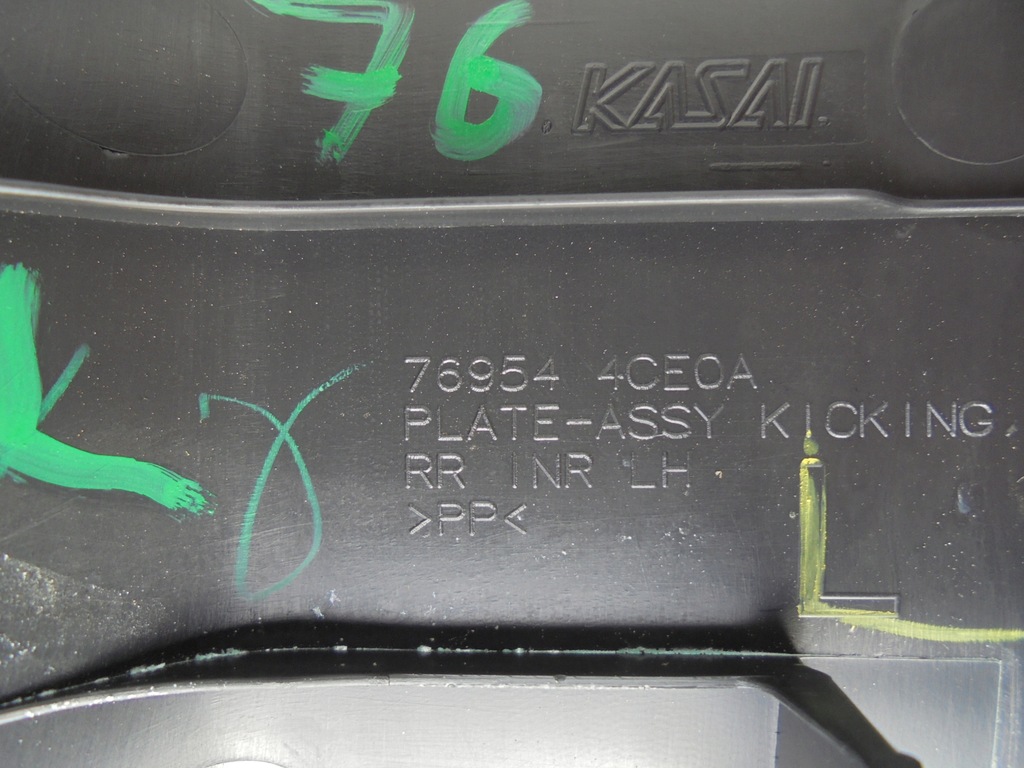 76
KASAI
76954 4CE0A
PLATE-ASSY KICKING,
RR INR LH
>PP<
L